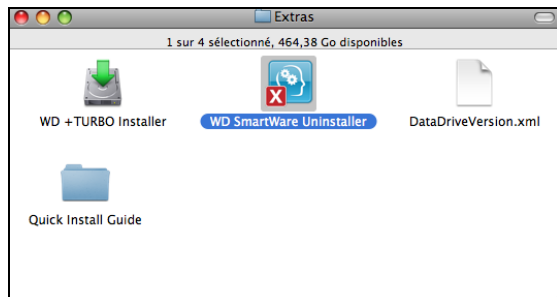 Extras
1 sur 4 sélectionné, 464,38 Go disponibles
WD +TURBO Installer
WD SmartWare Uninstaller
DataDriveVersion.xml
Quick Install Guide